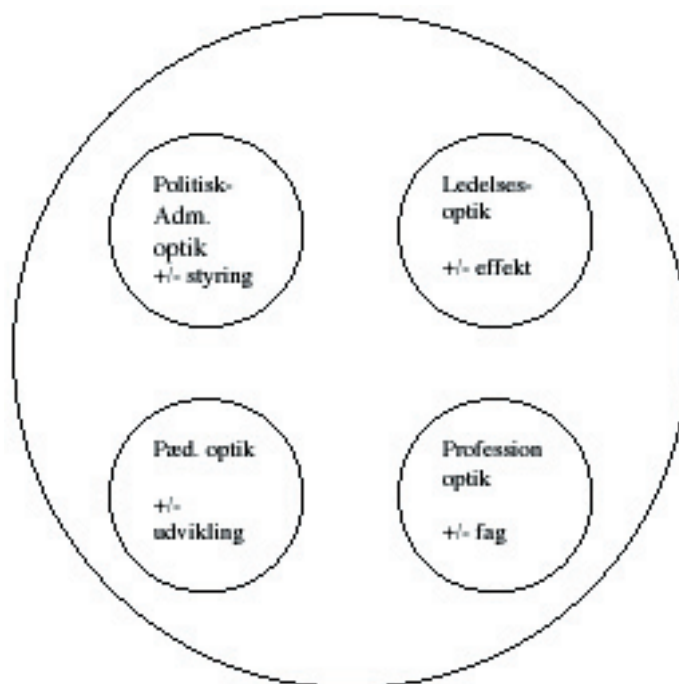 Politisk-
Adm.
optik
+/- styring
Ledelses-
optik
+/- effekt
Pæd. optik
+/-
udvikling
Profession
optik
+/- fag